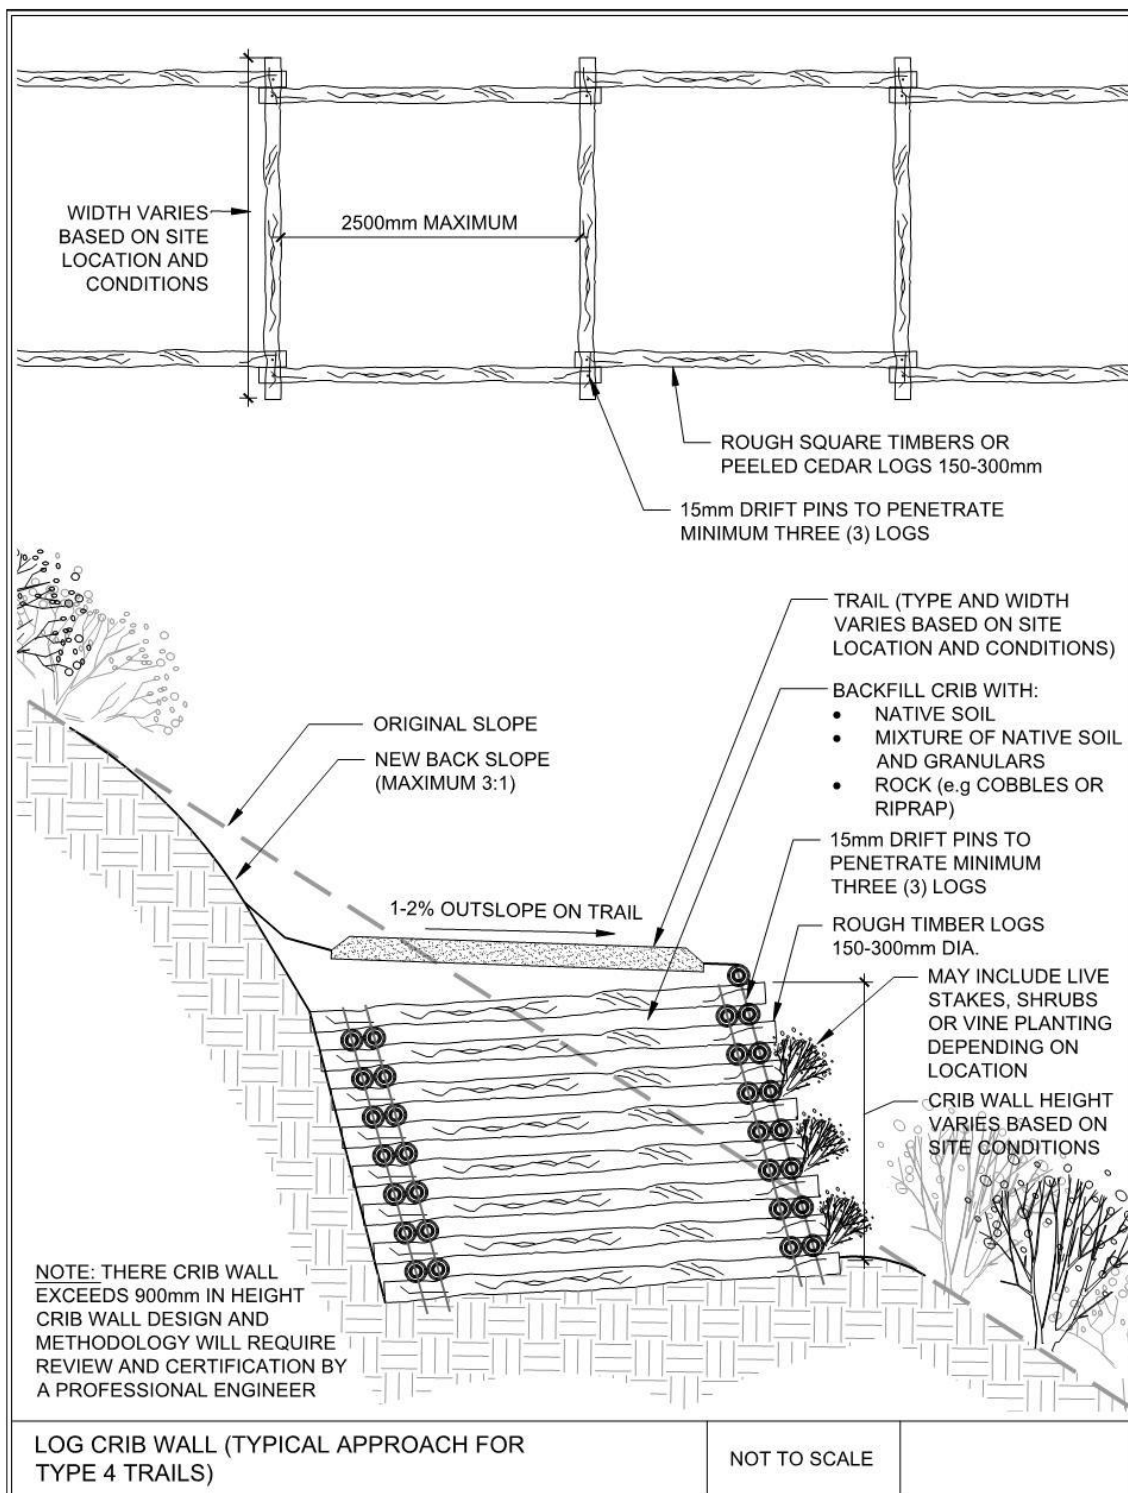 WIDTH VARIES
BASED ON SITE
LOCATION AND
CONDITIONS
2500mm MAXIMUM
ROUGH SQUARE TIMBERS OR
PEELED CEDAR LOGS 150-300mm
15mm DRIFT PINS TO PENETRATE
MINIMUM THREE (3) LOGS
TRAIL (TYPE AND WIDTH
VARIES BASED ON SITE
LOCATION AND CONDITIONS)
ORIGINAL SLOPE
NEW BACK SLOPE
(MAXIMUM 3:1)
BACKFILL CRIB WITH:
• NATIVE SOIL
• MIXTURE OF NATIVE SOIL
AND GRANULARS
• ROCK (e.g COBBLES OR
RIPRAP)
15mm DRIFT PINS TO
PENETRATE MINIMUM
THREE (3) LOGS
1-2% OUTSLOPE ON TRAIL
ROUGH TIMBER LOGS
150-300mm DIA.
MAY INCLUDE LIVE
STAKES, SHRUBS
OR VINE PLANTING
DEPENDING ON
LOCATION
CRIB WALL HEIGHT
VARIES BASED ON
SITE CONDITIONS
NOTE: THERE CRIB WALL
EXCEEDS 900mm IN HEIGHT
CRIB WALL DESIGN AND
METHODOLOGY WILL REQUIRE
REVIEW AND CERTIFICATION BY
A PROFESSIONAL ENGINEER
LOG CRIB WALL (TYPICAL APPROACH FOR
TYPE 4 TRAILS)
NOT TO SCALE